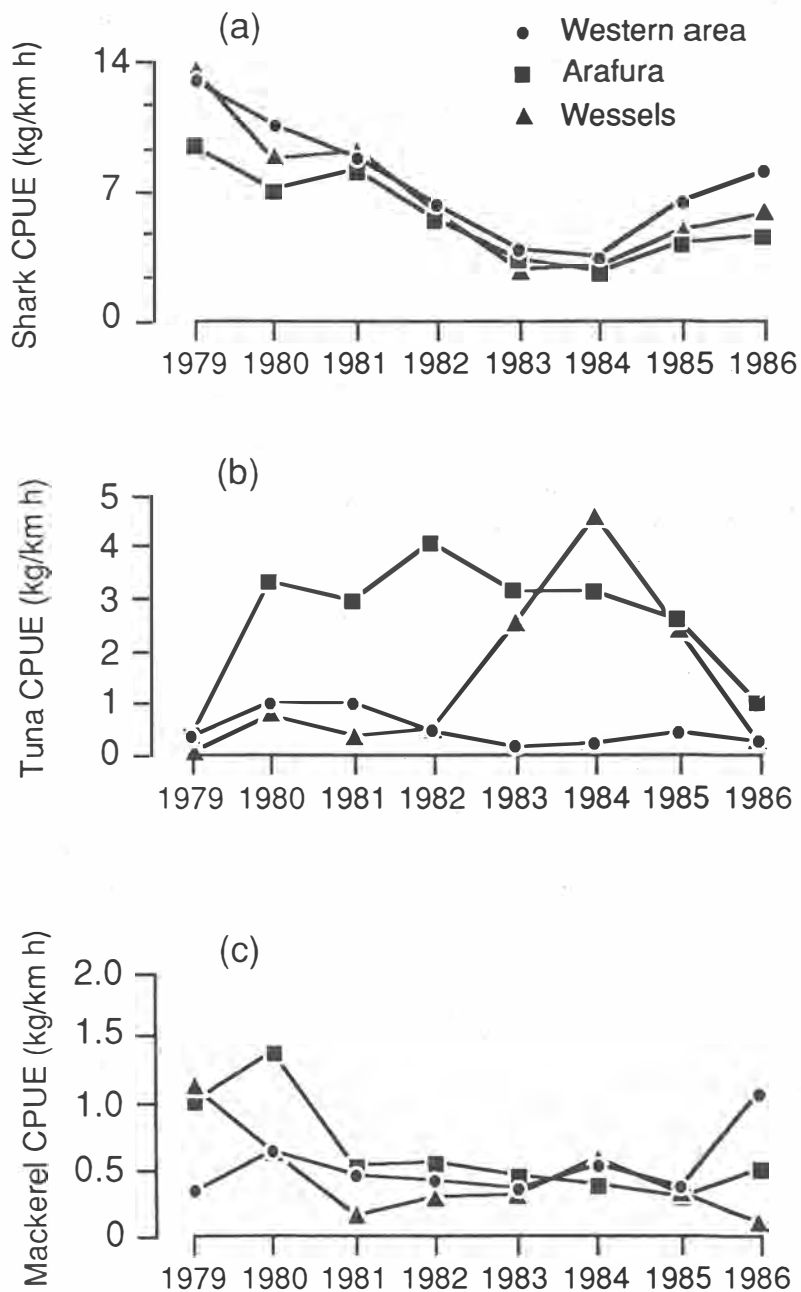 (a)
Western area
Arafura
Wessels
Shark CPUE (kg/km h)
14
7
0
1979 1980 1981 1982 1983 1984 1985 1986
(b)
Tuna CPUE (kg/km h)
5
4
3
2
1
0
1979 1980 1981 1982 1983 1984 1985 1986
(c)
Mackerel CPUE (kg/km h)
2.0
1.5
1.0
0.5
0
1979 1980 1981 1982 1983 1984 1985 1986